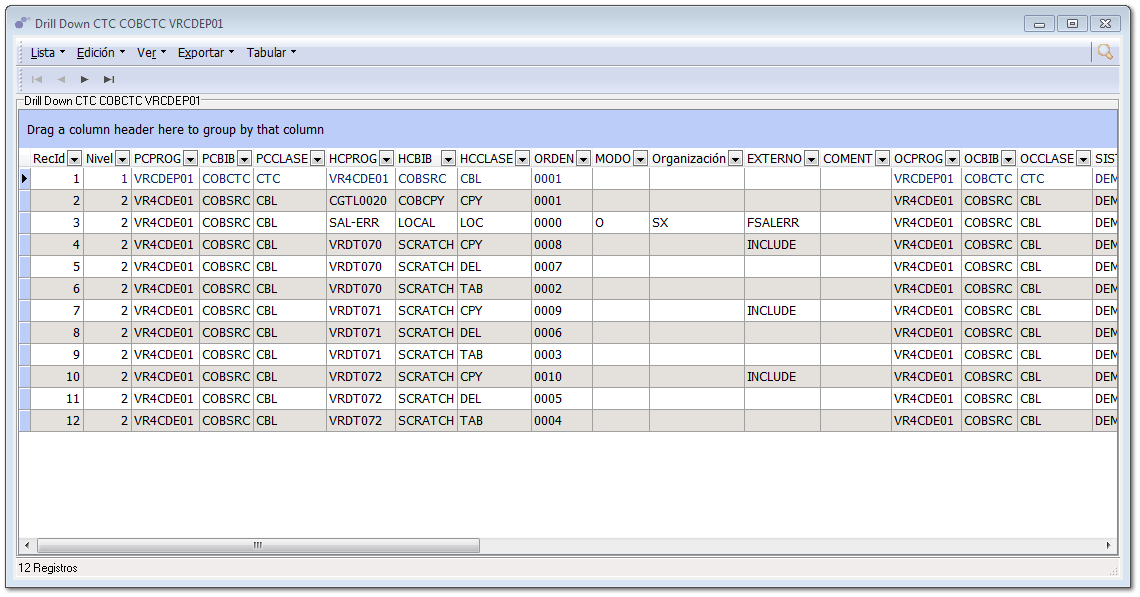 Drill Down CTC COBCTC VRCDEP01
Lista Edición Ver Exportar Tabular
Drill Down CTC COBCTC VRCDEP01
Drag a column header here to group by that column
RecId Nivel PCPROG PCBIB PCCLASE HCPROG HCBIB HCCLASE ORDEN MODO Organización EXTERNO COMENT OCPROG OCBIB OCCLASE SIST
1 1 VRCDEP01 COBCTC CTC VR4CDE01 COBSRC CBL 0001 VRCDEP01 COBCTC CTC DEM
2 2 VR4CDE01 COBSRC CBL CGTL0020 COBCPY CPY 0001 VR4CDE01 COBSRC CBL DEM
3 2 VR4CDE01 COBSRC CBL SAL-ERR LOCAL LOC 0000 O SX FSALERR VR4CDE01 COBSRC CBL DEM
4 2 VR4CDE01 COBSRC CBL VRDT070 SCRATCH CPY 0008 INCLUDE VR4CDE01 COBSRC CBL DEM
5 2 VR4CDE01 COBSRC CBL VRDT070 SCRATCH DEL 0007 VR4CDE01 COBSRC CBL DEM
6 2 VR4CDE01 COBSRC CBL VRDT070 SCRATCH TAB 0002 VR4CDE01 COBSRC CBL DEM
7 2 VR4CDE01 COBSRC CBL VRDT071 SCRATCH CPY 0009 INCLUDE VR4CDE01 COBSRC CBL DEM
8 2 VR4CDE01 COBSRC CBL VRDT071 SCRATCH DEL 0006 VR4CDE01 COBSRC CBL DEM
9 2 VR4CDE01 COBSRC CBL VRDT071 SCRATCH TAB 0003 VR4CDE01 COBSRC CBL DEM
10 2 VR4CDE01 COBSRC CBL VRDT072 SCRATCH CPY 0010 INCLUDE VR4CDE01 COBSRC CBL DEM
11 2 VR4CDE01 COBSRC CBL VRDT072 SCRATCH DEL 0005 VR4CDE01 COBSRC CBL DEM
12 2 VR4CDE01 COBSRC CBL VRDT072 SCRATCH TAB 0004 VR4CDE01 COBSRC CBL DEM
12 Registros